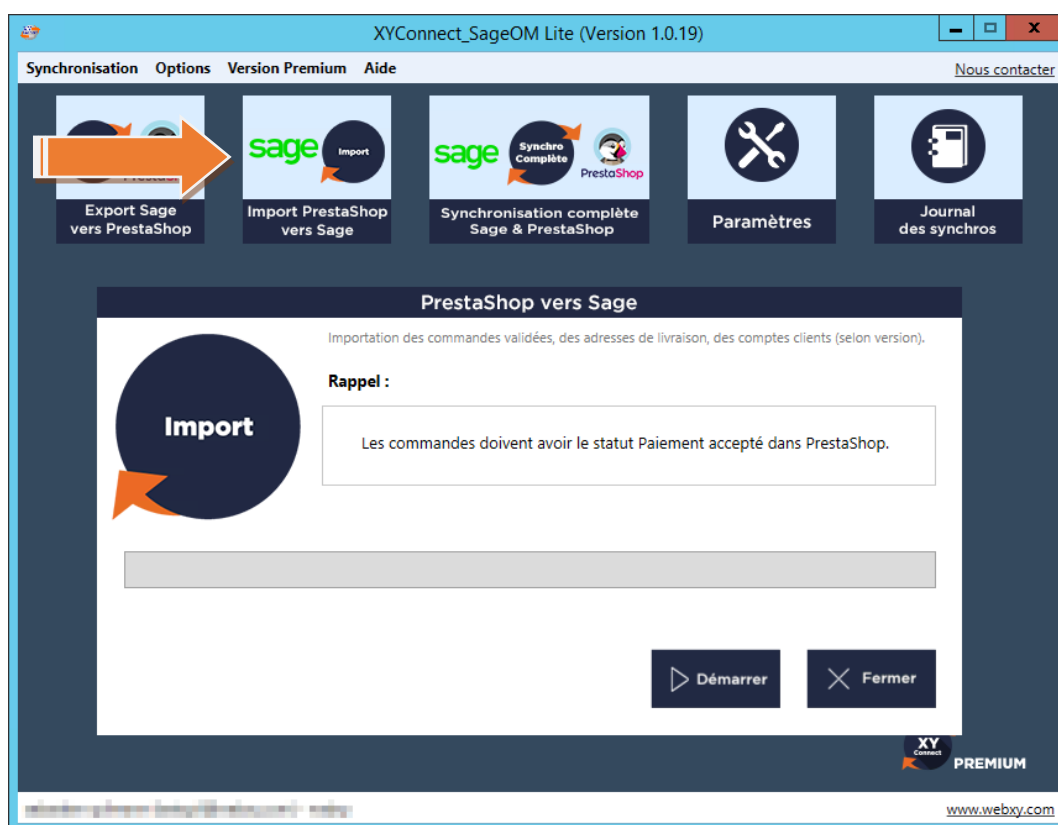 XYConnect_SageOM Lite (Version 1.0.19)
Synchronisation Options Version Premium Aide Nous contacter
sage Import
sage Synchro
Complète
PrestaShop
Export Sage
vers PrestaShop
Import PrestaShop
vers Sage
Synchronisation complète
Sage & PrestaShop
Paramètres
Journal
des synchros
PrestaShop vers Sage
Importation des commandes validées, des adresses de livraison, des comptes clients (selon version).
Rappel :
Import
Les commandes doivent avoir le statut Paiement accepté dans PrestaShop.
Démarrer
Fermer
XY
Connect
PREMIUM
www.webxy.com